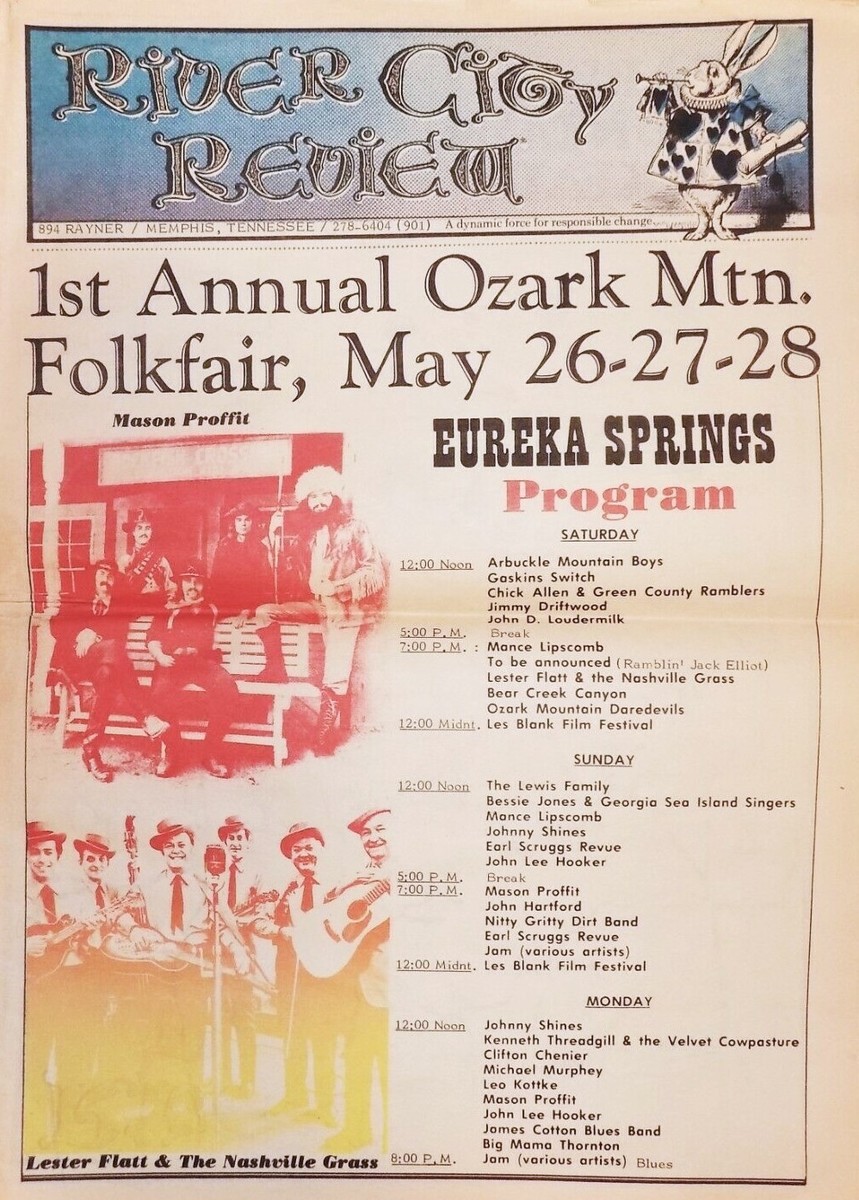 River City
Review
894 RAYNER / MEMPHIS, TENNESSEE / 278-6404 (901) A dynamic force for responsible change.
1st Annual Ozark Mtn.
Folkfair, May 26-27-28
Mason Proffit
EUREKA SPRINGS
Program
SATURDAY
12:00 Noon Arbuckle Mountain Boys
Gaskins Switch
Chick Allen & Green County Ramblers
Jimmy Driftwood
John D. Loudermilk
5:00 P.M. Break
7:00 P.M. : Mance Lipscomb
To be announced (Ramblin' Jack Elliot)
Lester Flatt & the Nashville Grass
Bear Creek Canyon
Ozark Mountain Daredevils
12:00 Midnt. Les Blank Film Festival
SUNDAY
12:00 Noon The Lewis Family
Bessie Jones & Georgia Sea Island Singers
Mance Lipscomb
Johnny Shines
Earl Scruggs Revue
John Lee Hooker
5:00 P.M. Break
7:00 P.M. Mason Proffit
John Hartford
Nitty Gritty Dirt Band
Earl Scruggs Revue
Jam (various artists)
12:00 Midnt. Les Blank Film Festival
MONDAY
12:00 Noon Johnny Shines
Kenneth Threadgill & the Velvet Cowpasture
Clifton Chenier
Michael Murphey
Leo Kottke
Mason Proffit
John Lee Hooker
James Cotton Blues Band
Big Mama Thornton
8:00 P.M. Jam (various artists) Blues
Lester Flatt & The Nashville Grass